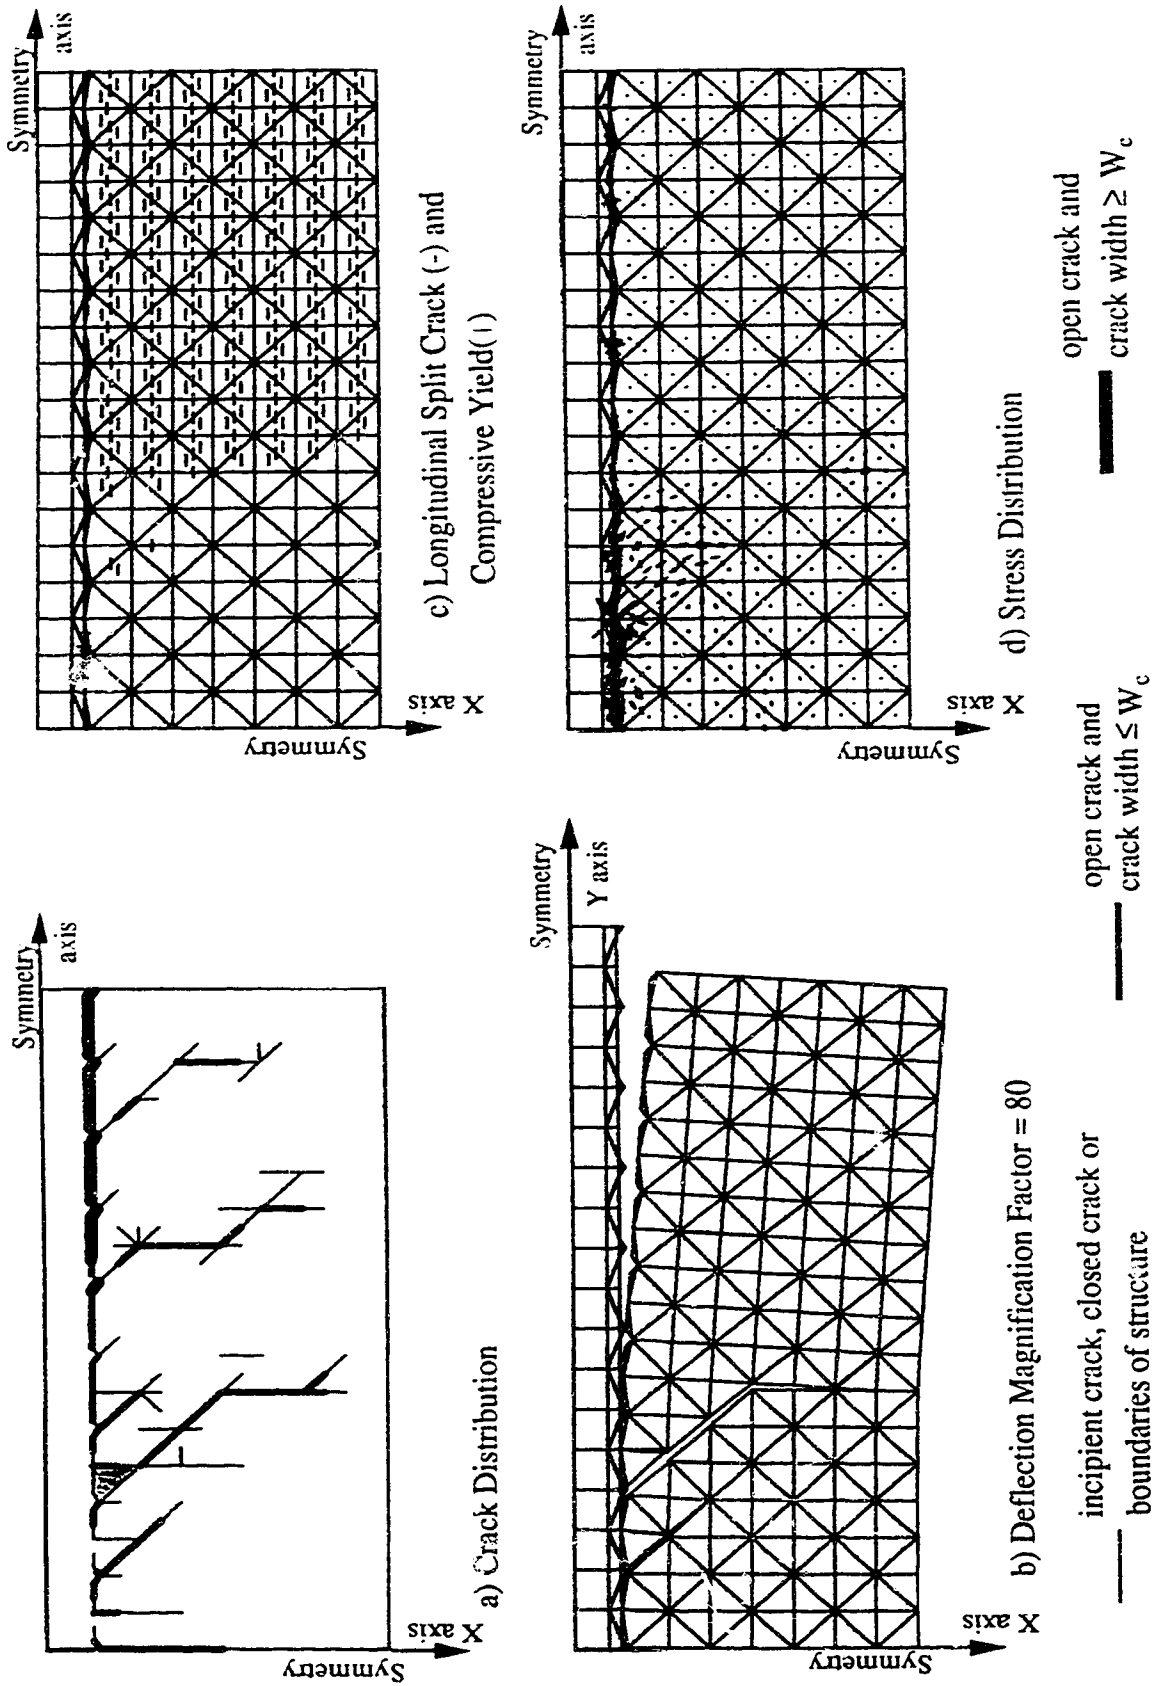 Symmetry
axis
X
axis
Symmetry
a) Crack Distribution
Symmetry
Y axis
X
axis
Symmetry
b) Deflection Magnification Factor = 80
Symmetry
axis
X
axis
Symmetry
c) Longitudinal Split Crack (-) and
Compressive Yield(|)
Symmetry
axis
X
axis
Symmetry
d) Stress Distribution
incipient crack, closed crack or
boundaries of structure
open crack and
crack width ≤ Wc
open crack and
crack width ≥ Wc